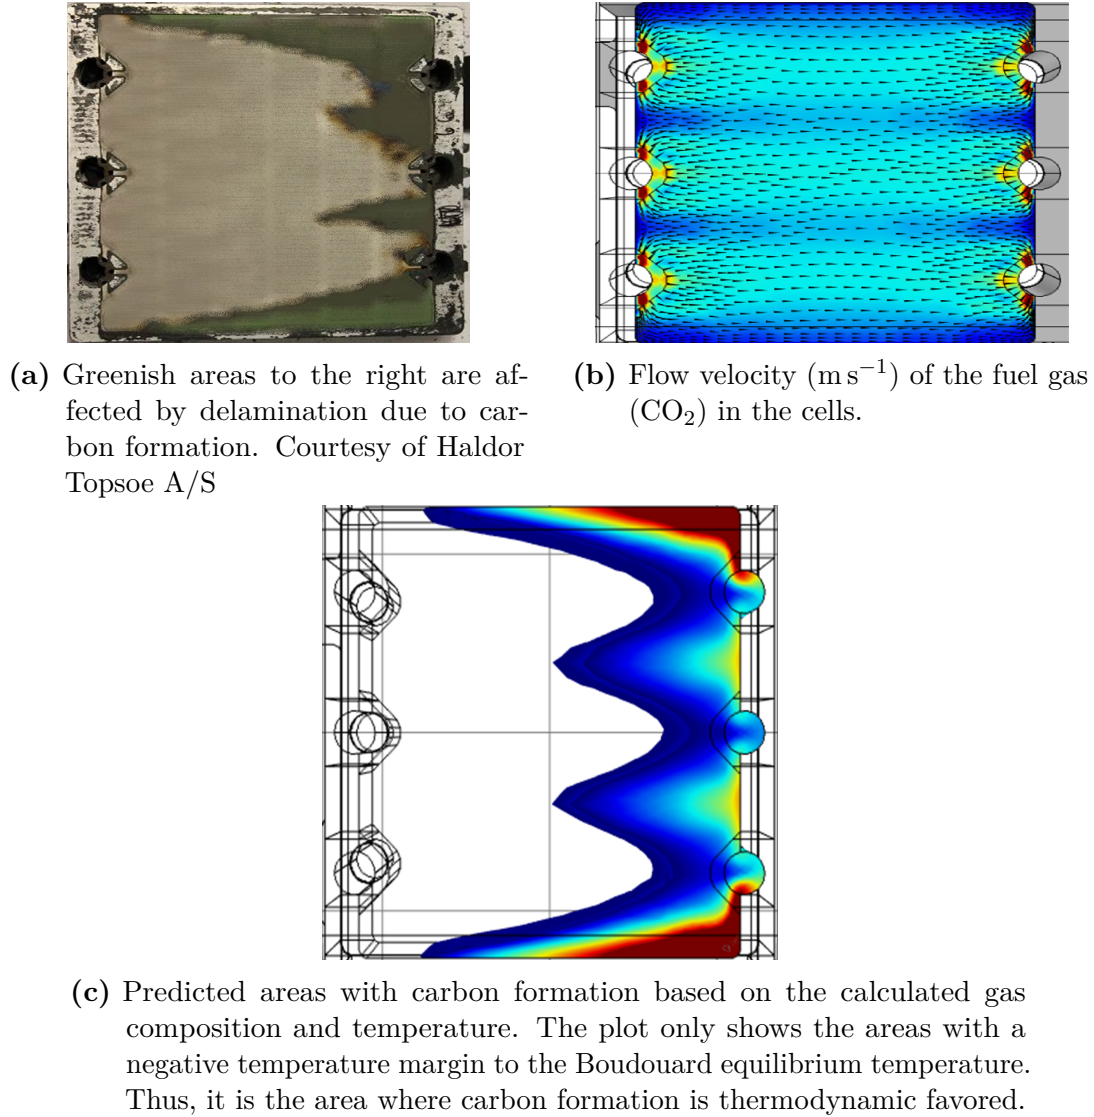 (a) Greenish areas to the right are af-
fected by delamination due to car-
bon formation. Courtesy of Haldor
Topsoe A/S
(b) Flow velocity (m s⁻¹) of the fuel gas
(CO₂) in the cells.
(c) Predicted areas with carbon formation based on the calculated gas
composition and temperature. The plot only shows the areas with a
negative temperature margin to the Boudouard equilibrium temperature.
Thus, it is the area where carbon formation is thermodynamic favored.